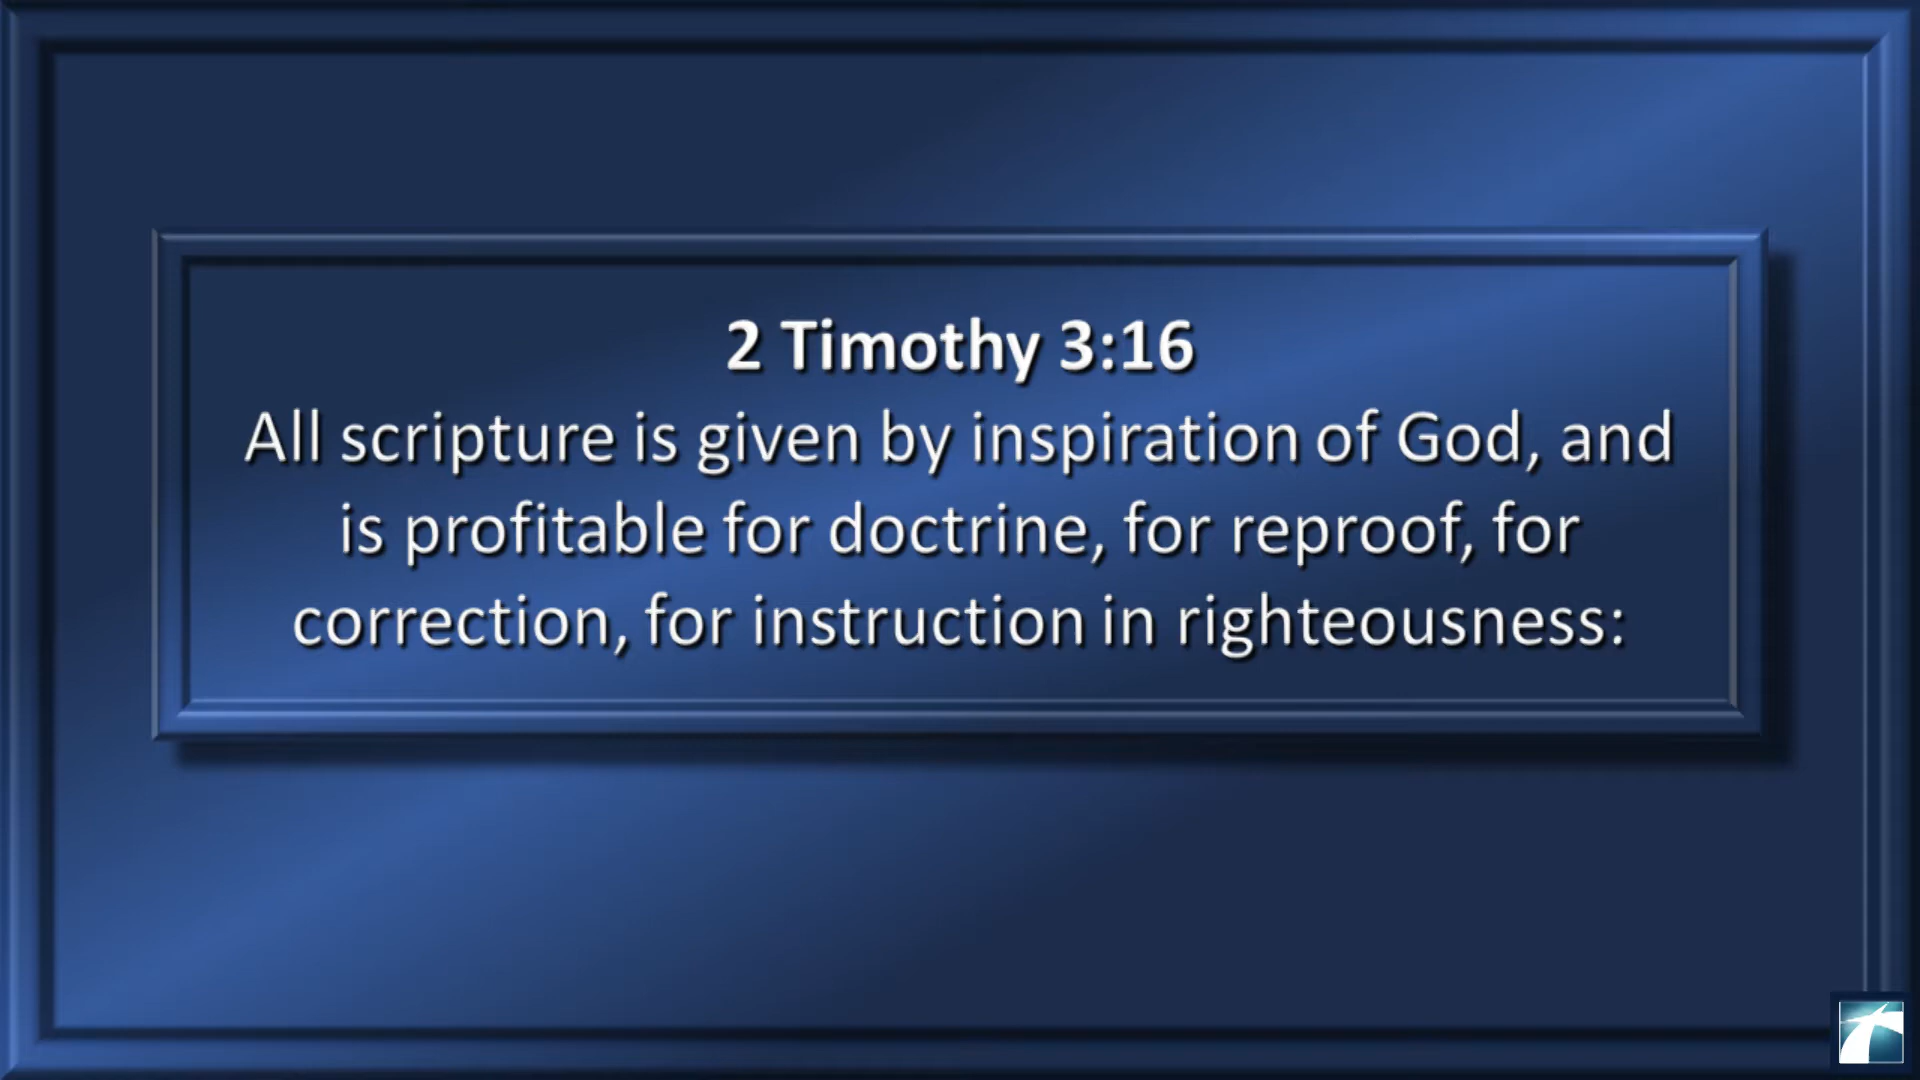 2 Timothy 3:16
All scripture is given by inspiration of God, and
is profitable for doctrine, for reproof, for
correction, for instruction in righteousness: